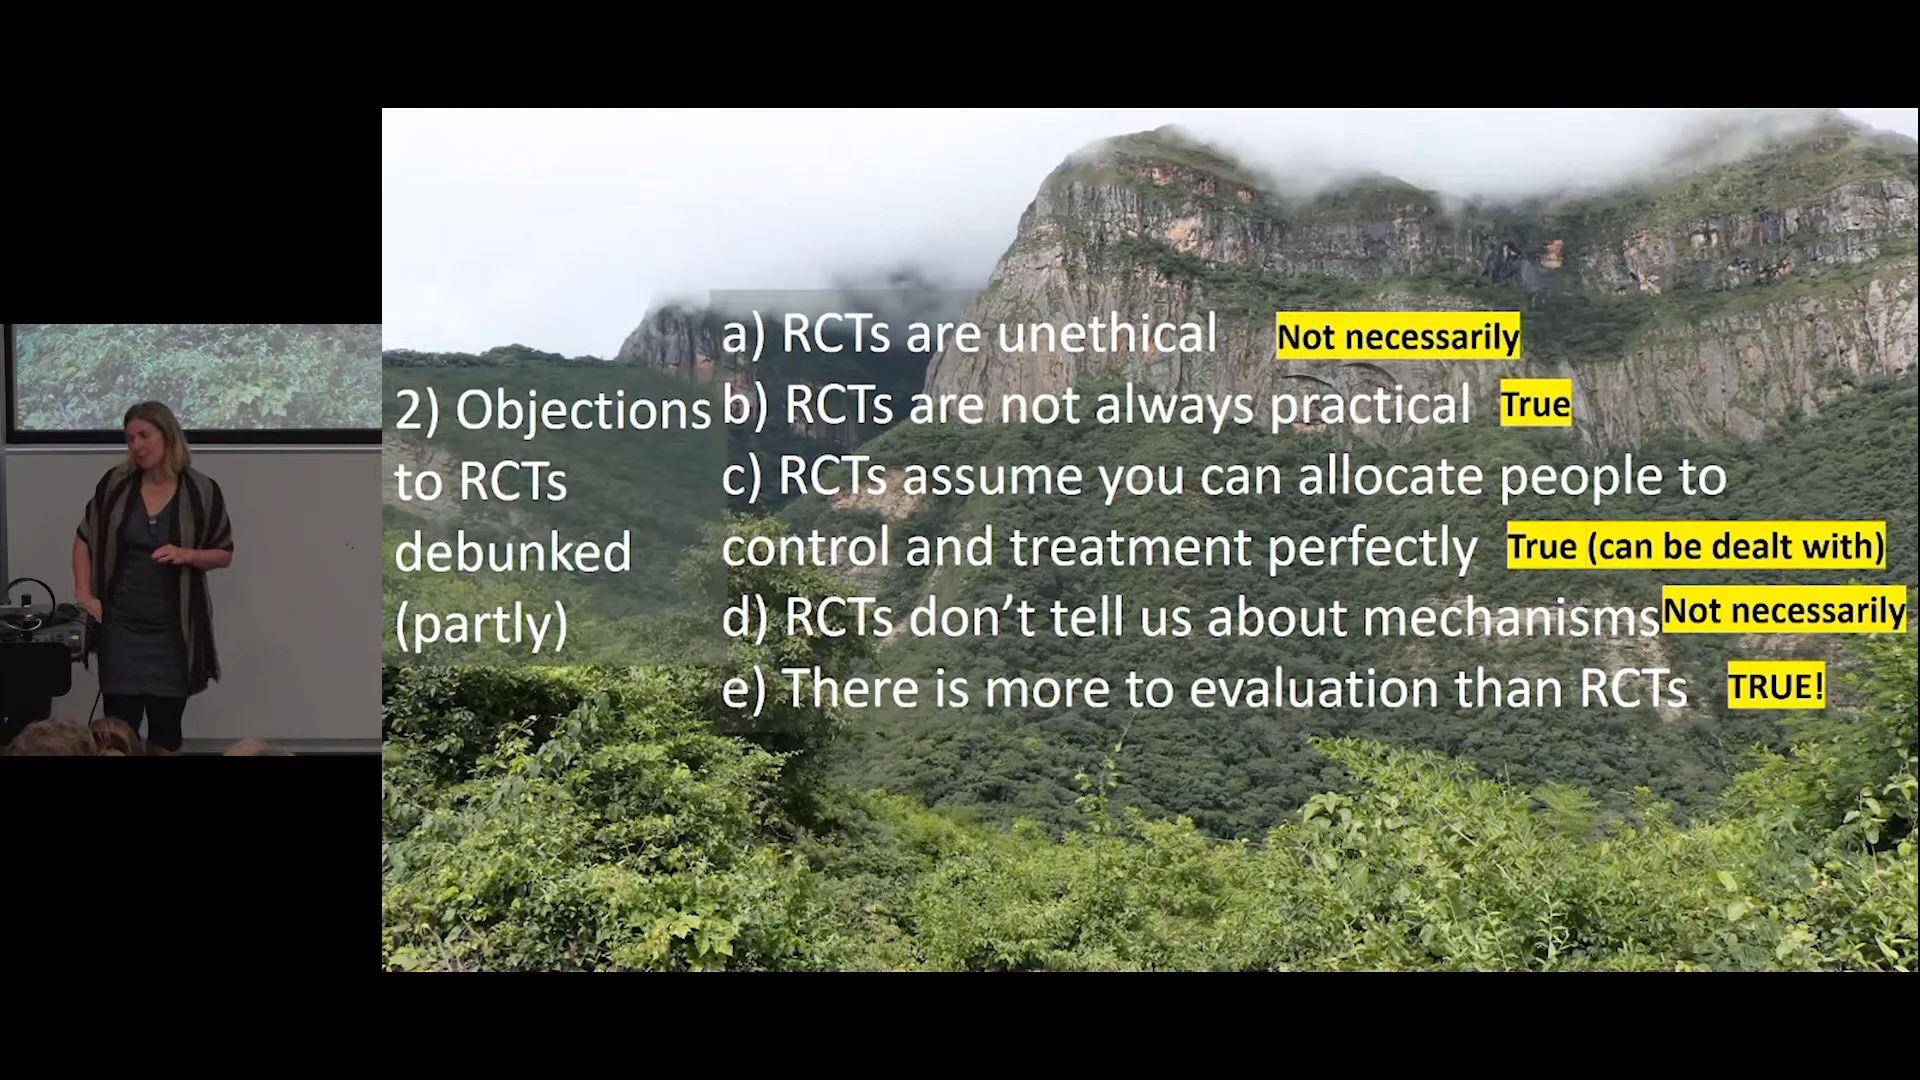 2) Objections
to RCTs
debunked
(partly)
a) RCTs are unethical Not necessarily
b) RCTs are not always practical True
c) RCTs assume you can allocate people to
control and treatment perfectly True (can be dealt with)
d) RCTs don’t tell us about mechanisms Not necessarily
e) There is more to evaluation than RCTs TRUE!